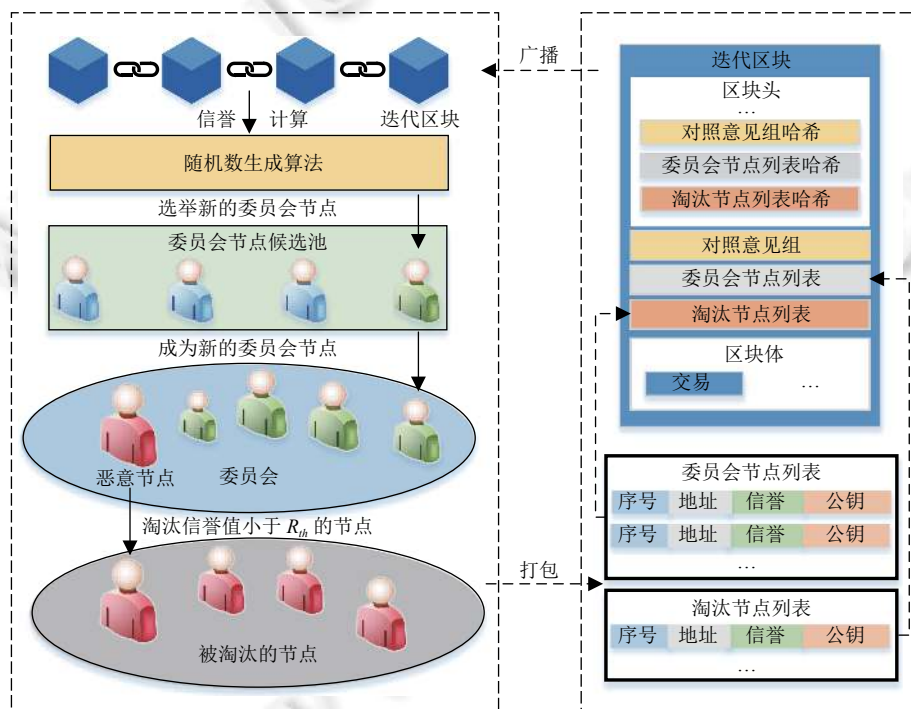 信誉 计算
迭代区块
随机数生成算法
选举新的委员会节点
委员会节点候选池
成为新的委员会节点
恶意节点
委员会
淘汰信誉值小于 Rth 的节点
被淘汰的节点
广播
打包
迭代区块
区块头
…
对照意见组哈希
委员会节点列表哈希
淘汰节点列表哈希
对照意见组
委员会节点列表
淘汰节点列表
区块体
交易 …
委员会节点列表
序号 地址 信誉 公钥
序号 地址 信誉 公钥
…
淘汰节点列表
序号 地址 信誉 公钥
…